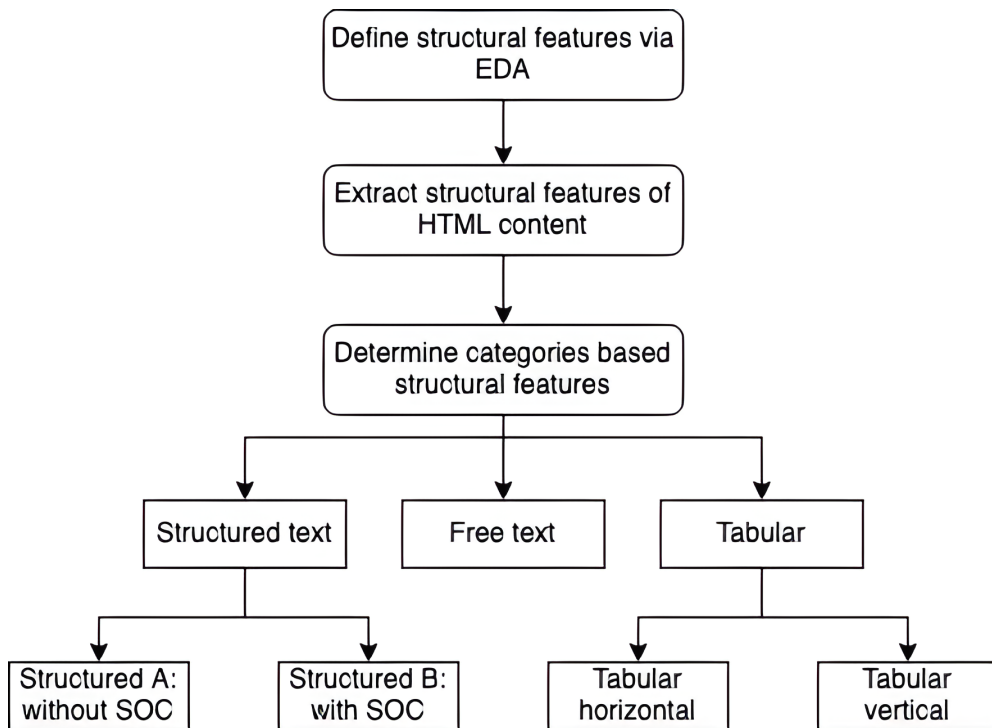 Define structural features via
EDA
Extract structural features of
HTML content
Determine categories based
structural features
Structured text
Free text
Tabular
Structured A:
without SOC
Structured B:
with SOC
Tabular
horizontal
Tabular
vertical